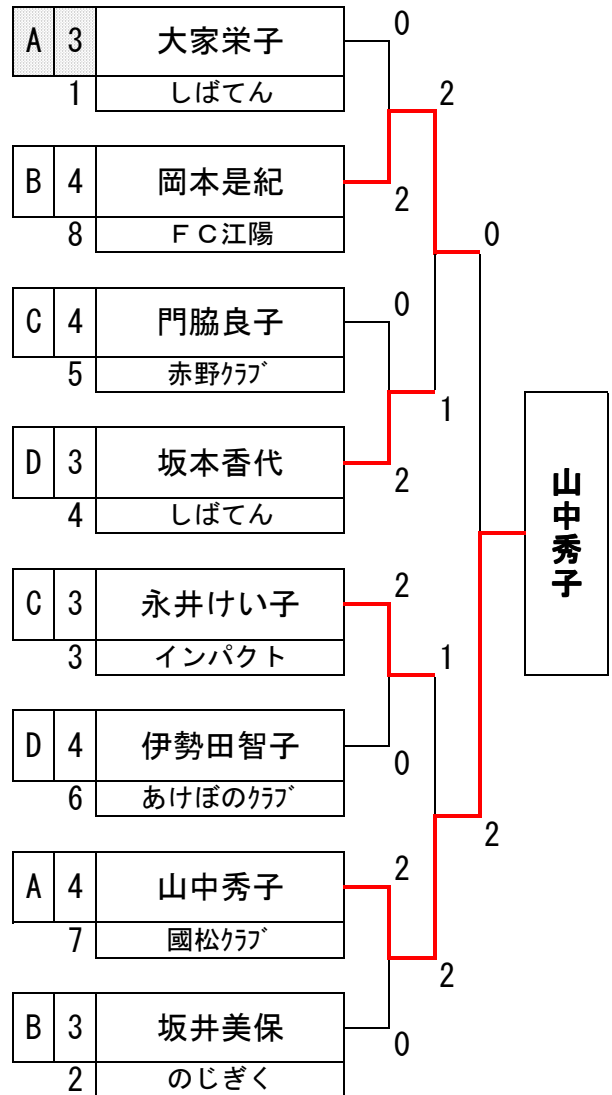 A 3 大家栄子 0
1 しばてん 2
B 4 岡本是紀 2
8 ＦＣ江陽 0
C 4 門脇良子 0
5 赤野ｸﾗﾌﾞ 1
D 3 坂本香代 2
4 しばてん
山中秀子
C 3 永井けい子 2
3 インパクト 1
D 4 伊勢田智子 0
6 あけぼのｸﾗﾌﾞ 2
A 4 山中秀子 2
7 國松ｸﾗﾌﾞ 2
B 3 坂井美保 0
2 のじぎく